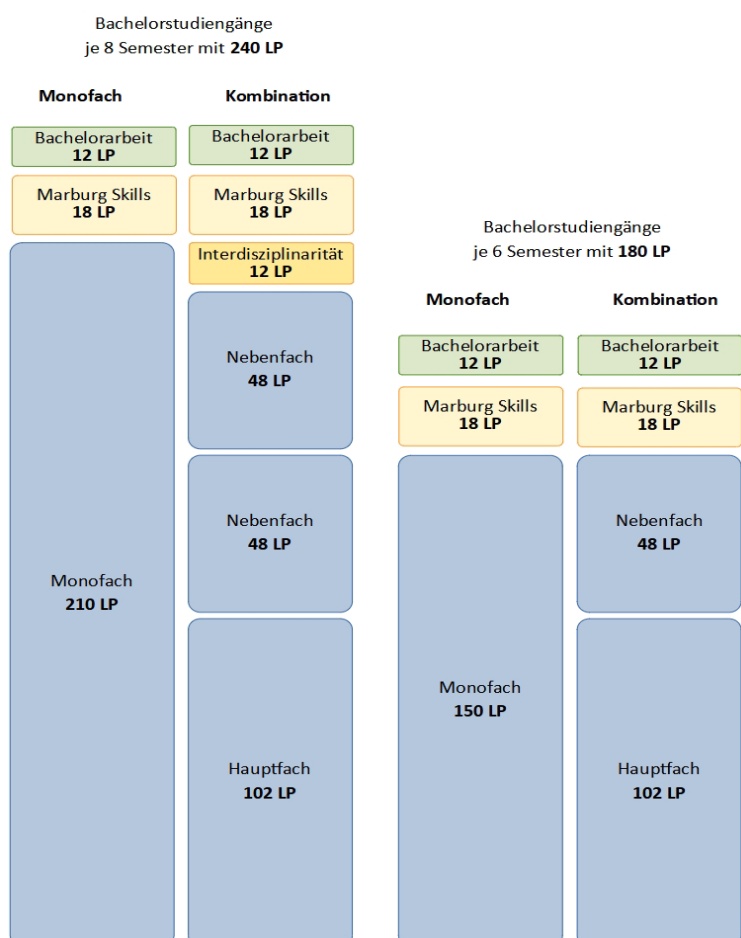 Bachelorstudiengänge
je 8 Semester mit 240 LP
Monofach
Kombination
Bachelorarbeit
12 LP
Marburg Skills
18 LP
Monofach
210 LP
Bachelorarbeit
12 LP
Marburg Skills
18 LP
Interdisziplinarität
12 LP
Nebenfach
48 LP
Nebenfach
48 LP
Hauptfach
102 LP
Bachelorstudiengänge
je 6 Semester mit 180 LP
Monofach
Kombination
Bachelorarbeit
12 LP
Marburg Skills
18 LP
Monofach
150 LP
Bachelorarbeit
12 LP
Marburg Skills
18 LP
Nebenfach
48 LP
Hauptfach
102 LP